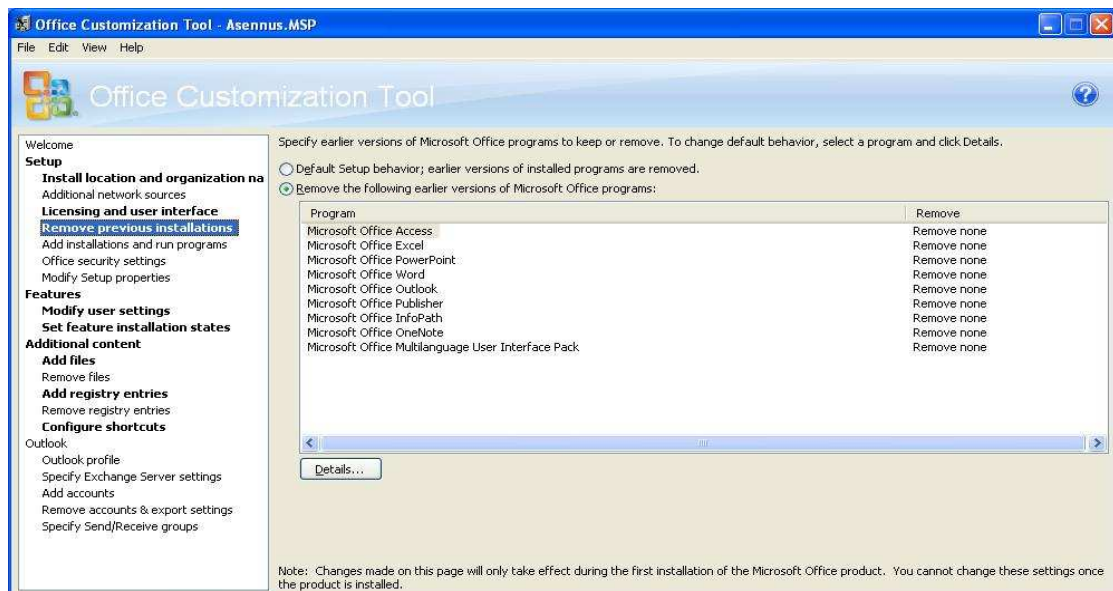 Office Customization Tool - Asennus.MSP
File Edit View Help
Office Customization Tool
Welcome
Setup
Install location and organization na
Additional network sources
Licensing and user interface
Remove previous installations
Add installations and run programs
Office security settings
Modify Setup properties
Features
Modify user settings
Set feature installation states
Additional content
Add files
Remove files
Add registry entries
Remove registry entries
Configure shortcuts
Outlook
Outlook profile
Specify Exchange Server settings
Add accounts
Remove accounts & export settings
Specify Send/Receive groups
Specify earlier versions of Microsoft Office programs to keep or remove. To change default behavior, select a program and click Details.
Default Setup behavior; earlier versions of installed programs are removed.
Remove the following earlier versions of Microsoft Office programs:
Program Remove
Microsoft Office Access Remove none
Microsoft Office Excel Remove none
Microsoft Office PowerPoint Remove none
Microsoft Office Word Remove none
Microsoft Office Outlook Remove none
Microsoft Office Publisher Remove none
Microsoft Office InfoPath Remove none
Microsoft Office OneNote Remove none
Microsoft Office Multilanguage User Interface Pack Remove none
Details...
Note: Changes made on this page will only take effect during the first installation of the Microsoft Office product. You cannot change these settings once
the product is installed.